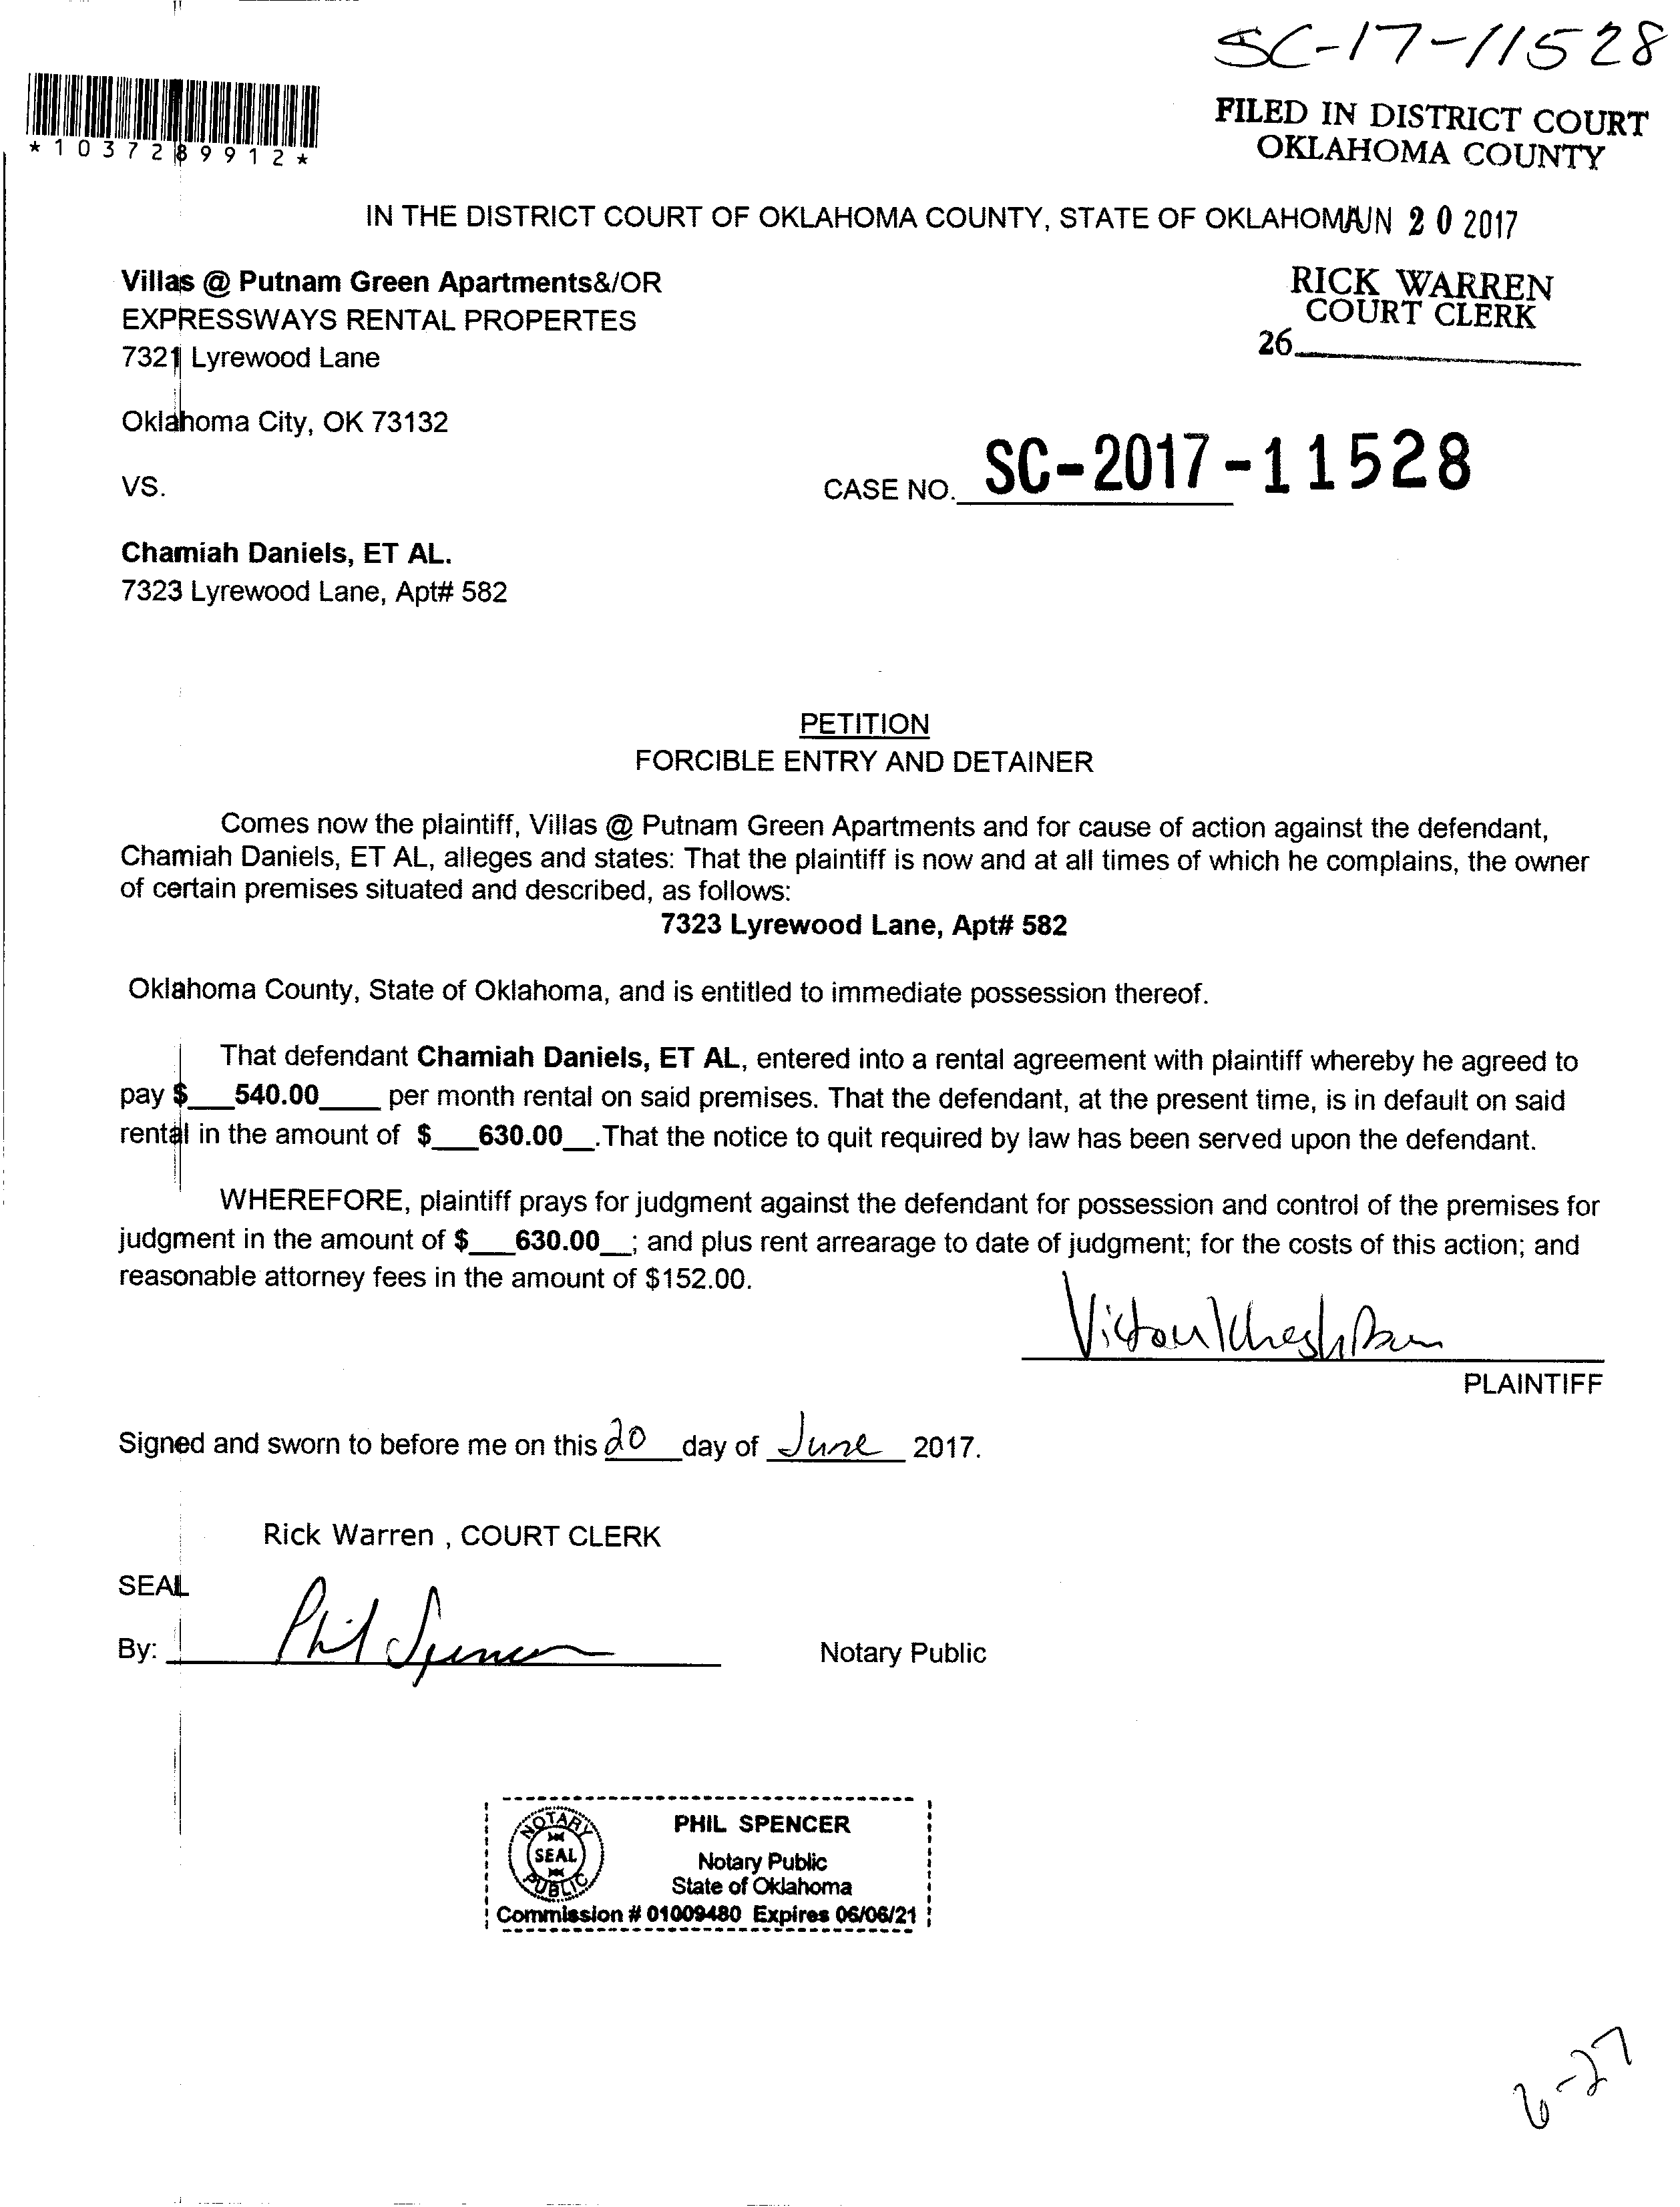 SC-17-11528
*1037289912*
FILED IN DISTRICT COURT
OKLAHOMA COUNTY
IN THE DISTRICT COURT OF OKLAHOMA COUNTY, STATE OF OKLAHOMA
JUN 20 2017
Villas @ Putnam Green Apartments&/OR
EXPRESSWAYS RENTAL PROPERTES
7321 Lyrewood Lane
RICK WARREN
COURT CLERK
26
Oklahoma City, OK 73132
VS.
CASE NO. SC-2017-11528
Chamiah Daniels, ET AL.
7323 Lyrewood Lane, Apt# 582
PETITION
FORCIBLE ENTRY AND DETAINER
Comes now the plaintiff, Villas @ Putnam Green Apartments and for cause of action against the defendant,
Chamiah Daniels, ET AL, alleges and states: That the plaintiff is now and at all times of which he complains, the owner
of certain premises situated and described, as follows:
7323 Lyrewood Lane, Apt# 582
Oklahoma County, State of Oklahoma, and is entitled to immediate possession thereof.
That defendant Chamiah Daniels, ET AL, entered into a rental agreement with plaintiff whereby he agreed to
pay $___540.00____ per month rental on said premises. That the defendant, at the present time, is in default on said
rental in the amount of $___630.00__.That the notice to quit required by law has been served upon the defendant.
WHEREFORE, plaintiff prays for judgment against the defendant for possession and control of the premises for
judgment in the amount of $___630.00__; and plus rent arrearage to date of judgment; for the costs of this action; and
reasonable attorney fees in the amount of $152.00.
Victor
PLAINTIFF
Signed and sworn to before me on this 20 day of June 2017.
Rick Warren , COURT CLERK
SEAL
By: Phil Spencer Notary Public
NOTARY PUBLIC
SEAL
PHIL SPENCER
Notary Public
State of Oklahoma
Commission # 01009480 Expires 06/06/21
6-27